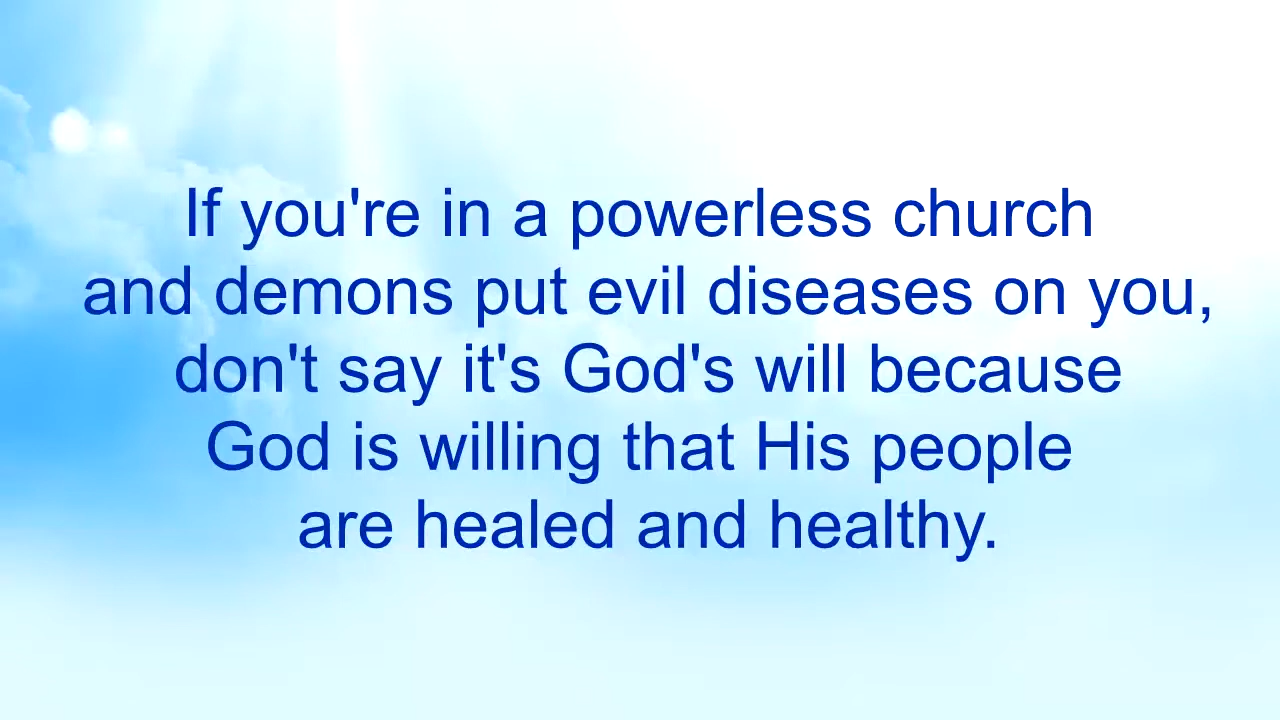 If you're in a powerless church
and demons put evil diseases on you,
don't say it's God's will because
God is willing that His people
are healed and healthy.